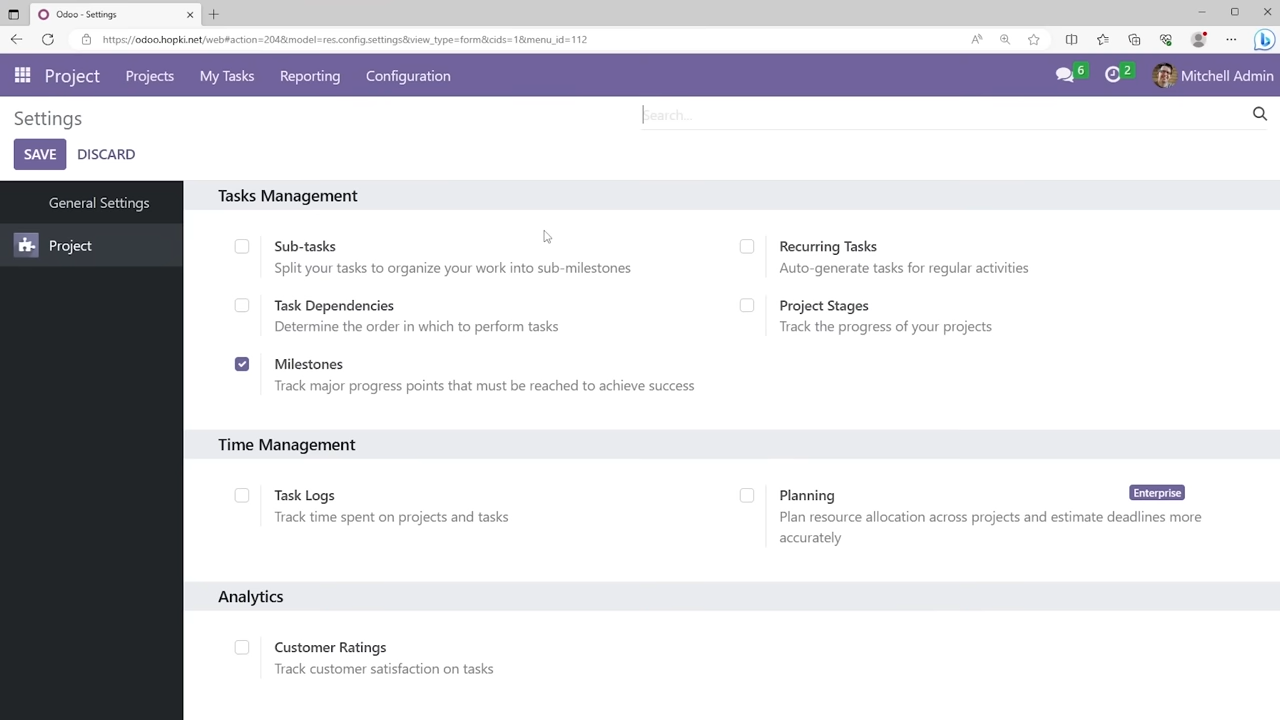 Odoo - Settings
https://odoo.hopki.net/web#action=204&model=res.config.settings&view_type=form&cids=1&menu_id=112
Project Projects My Tasks Reporting Configuration 6 2 Mitchell Admin
Settings Search...
SAVE DISCARD
General Settings
Project
Tasks Management
Sub-tasks
Split your tasks to organize your work into sub-milestones
Recurring Tasks
Auto-generate tasks for regular activities
Task Dependencies
Determine the order in which to perform tasks
Project Stages
Track the progress of your projects
Milestones
Track major progress points that must be reached to achieve success
Time Management
Task Logs
Track time spent on projects and tasks
Planning Enterprise
Plan resource allocation across projects and estimate deadlines more
accurately
Analytics
Customer Ratings
Track customer satisfaction on tasks